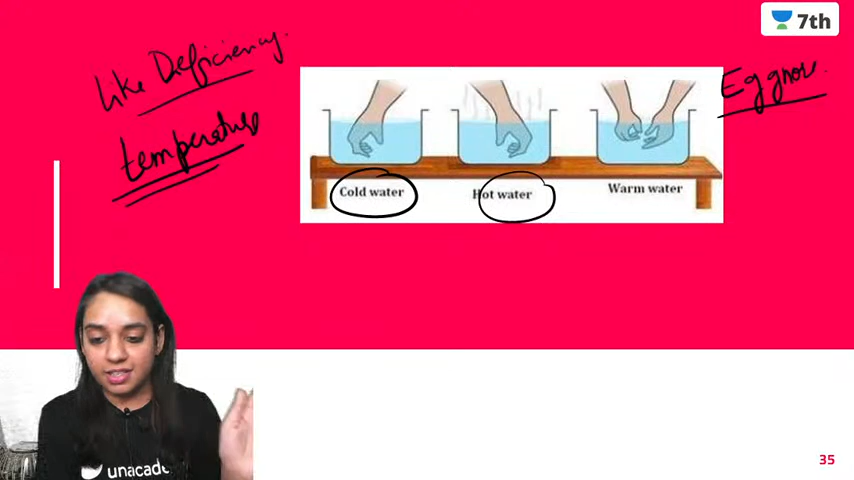 7th
Like Deficiency.
temperature
Cold water
Hot water
Warm water
35